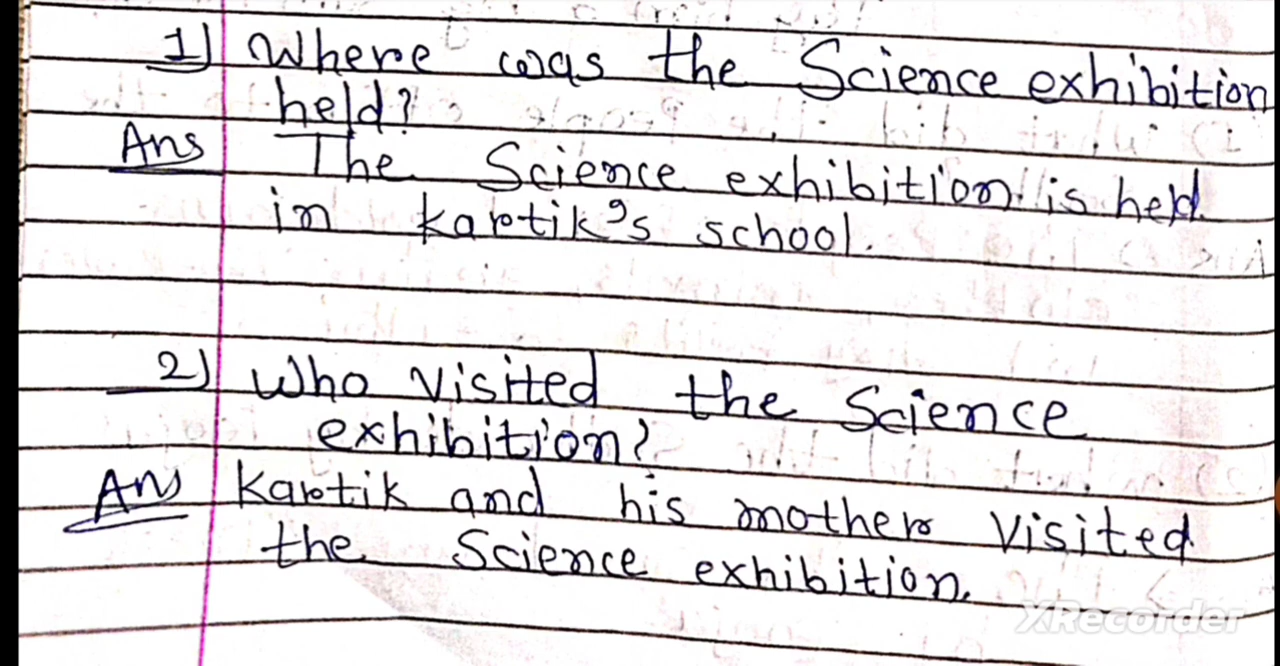 1) Where was the Science exhibition
held?
Ans The Science exhibition is held
in kartik's school.
2) Who visited the Science
exhibition?
Ans Kartik and his mother visited
the Science exhibition.
XRecorder